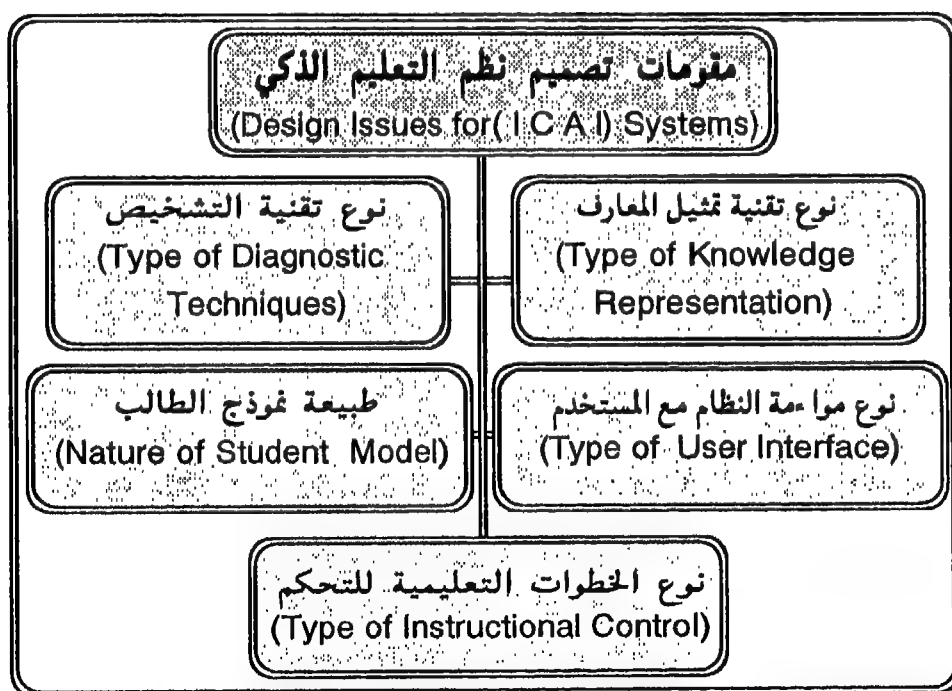 مقومات تصميم نظم التعليم الذكي
(Design Issues for( I C A I) Systems)
نوع تقنية تمثيل المعارف
(Type of Knowledge
Representation)
نوع تقنية التشخيص
(Type of Diagnostic
Techniques)
نوع مواءمة النظام مع المستخدم
(Type of User Interface)
طبيعة نموذج الطالب
(Nature of Student Model)
نوع الخطوات التعليمية للتحكم
(Type of Instructional Control)